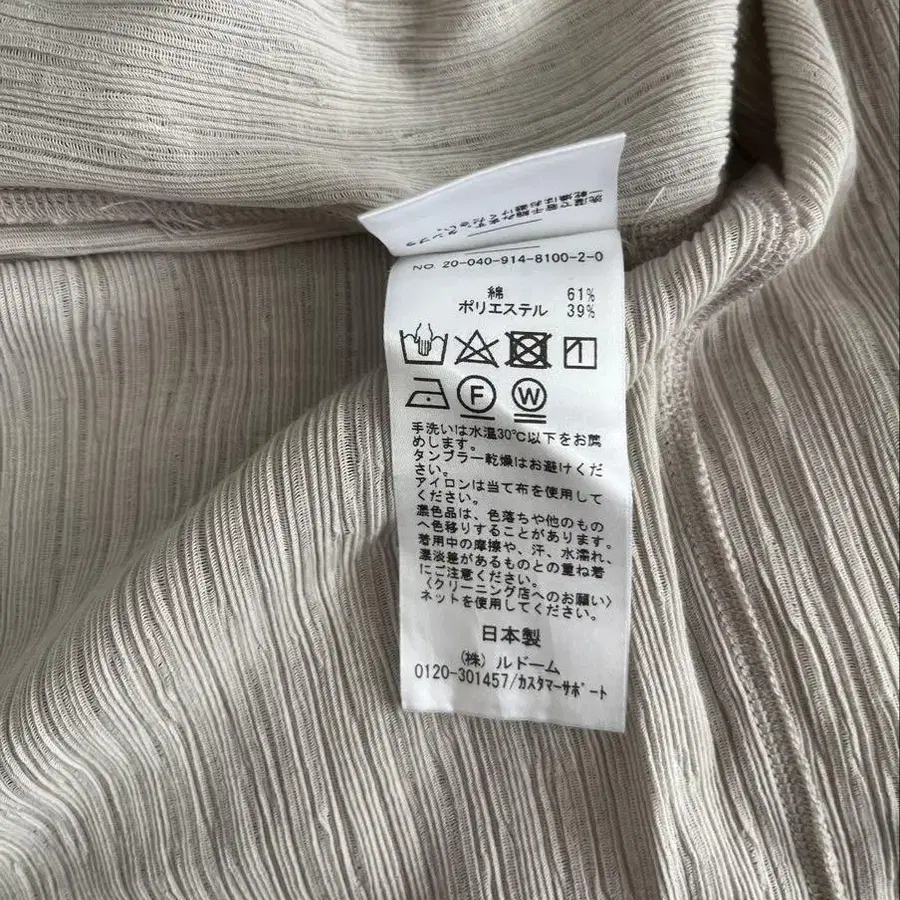 NO. 20-040-914-8100-2-0
綿 61%
ポリエステル 39%
F W
手洗いは水温30℃以下をお薦
めします。
タンブラー乾燥はお避けくだ
さい。
アイロンは当て布を使用して
ください。
濃色品は、色落ちや他のもの
へ色移りすることがあります。
着用中の摩擦や、汗、水濡れ、
濃淡差があるものとの重ね着
にご注意ください。
〈クリーニング店へのお願い〉
ネットを使用してください。
日本製
(株) ルドーム
0120-301457/カスタマーサポート